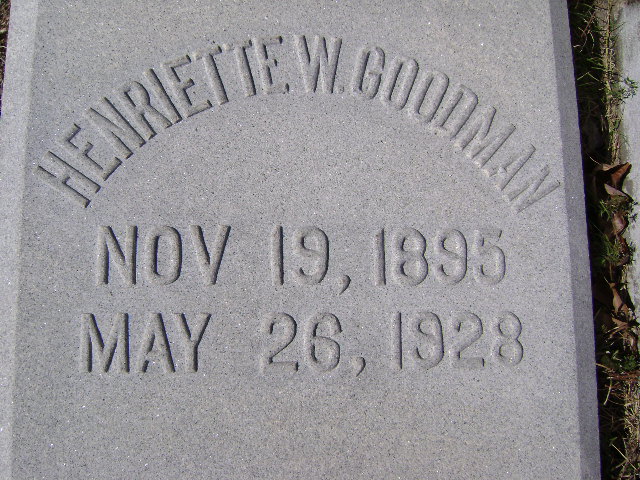 HENRIETTE W. GOODMAN
NOV 19, 1895
MAY 26, 1928